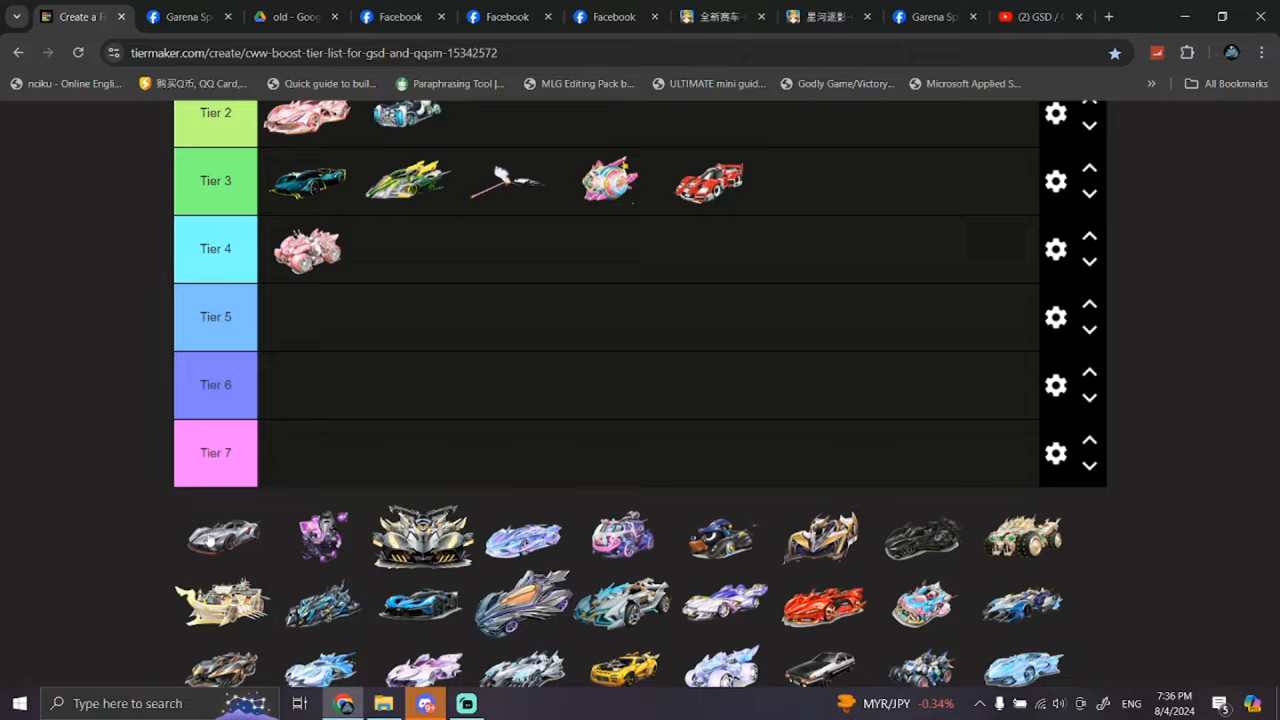 Create a F
Garena Sp
old - Goog
Facebook
Facebook
Facebook
全新赛车 - C
星河逐影 - C
Garena Sp
(2) GSD / C
tiermaker.com/create/cww-boost-tier-list-for-gsd-and-qqsm-15342572
nciku - Online Engli...
购买Q币, QQ Card,...
Quick guide to buil...
Paraphrasing Tool |...
MLG Editing Pack b...
ULTIMATE mini guid...
Godly Game/Victory...
Microsoft Applied S...
All Bookmarks
Tier 2
Tier 3
Tier 4
Tier 5
Tier 6
Tier 7
Type here to search
MYR/JPY -0.34%
ENG
7:36 PM
8/4/2024
5